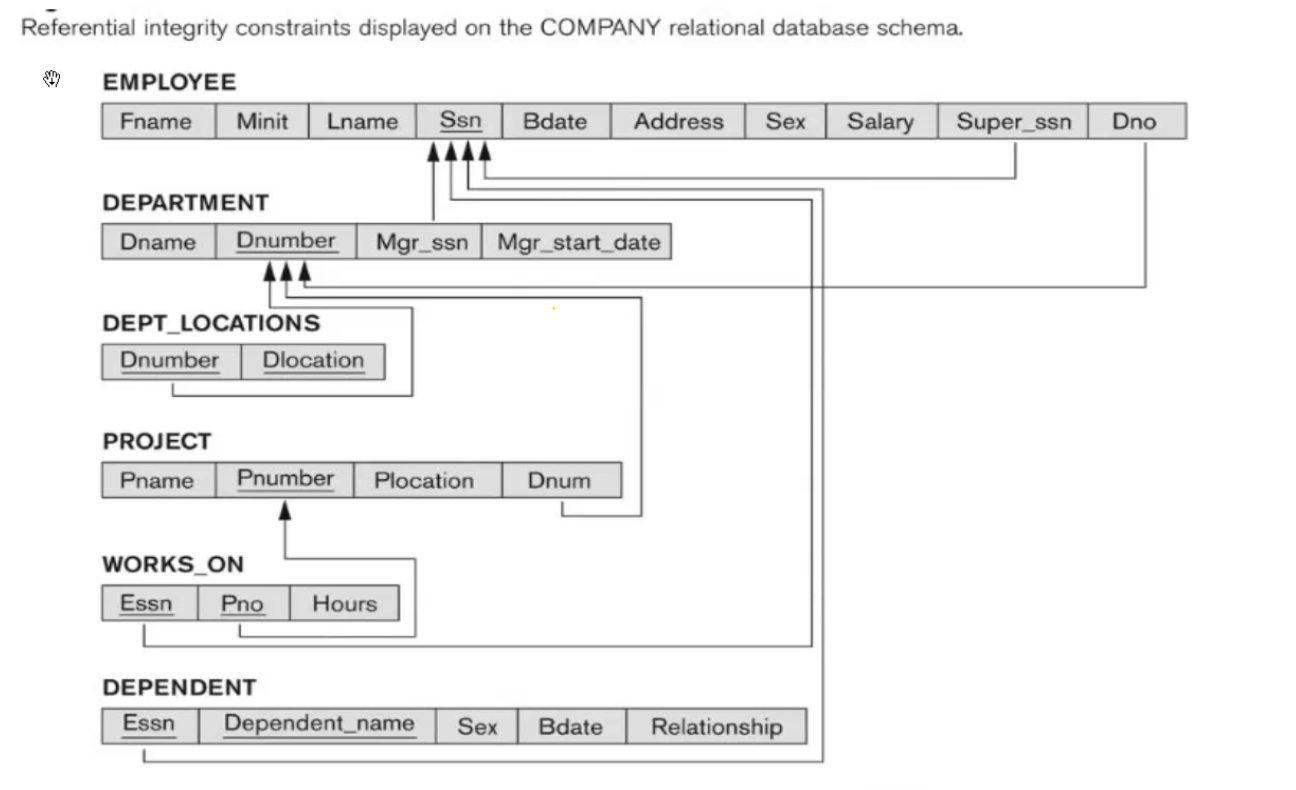 Referential integrity constraints displayed on the COMPANY relational database schema.
EMPLOYEE
Fname Minit Lname Ssn Bdate Address Sex Salary Super_ssn Dno
DEPARTMENT
Dname Dnumber Mgr_ssn Mgr_start_date
DEPT_LOCATIONS
Dnumber Dlocation
PROJECT
Pname Pnumber Plocation Dnum
WORKS_ON
Essn Pno Hours
DEPENDENT
Essn Dependent_name Sex Bdate Relationship